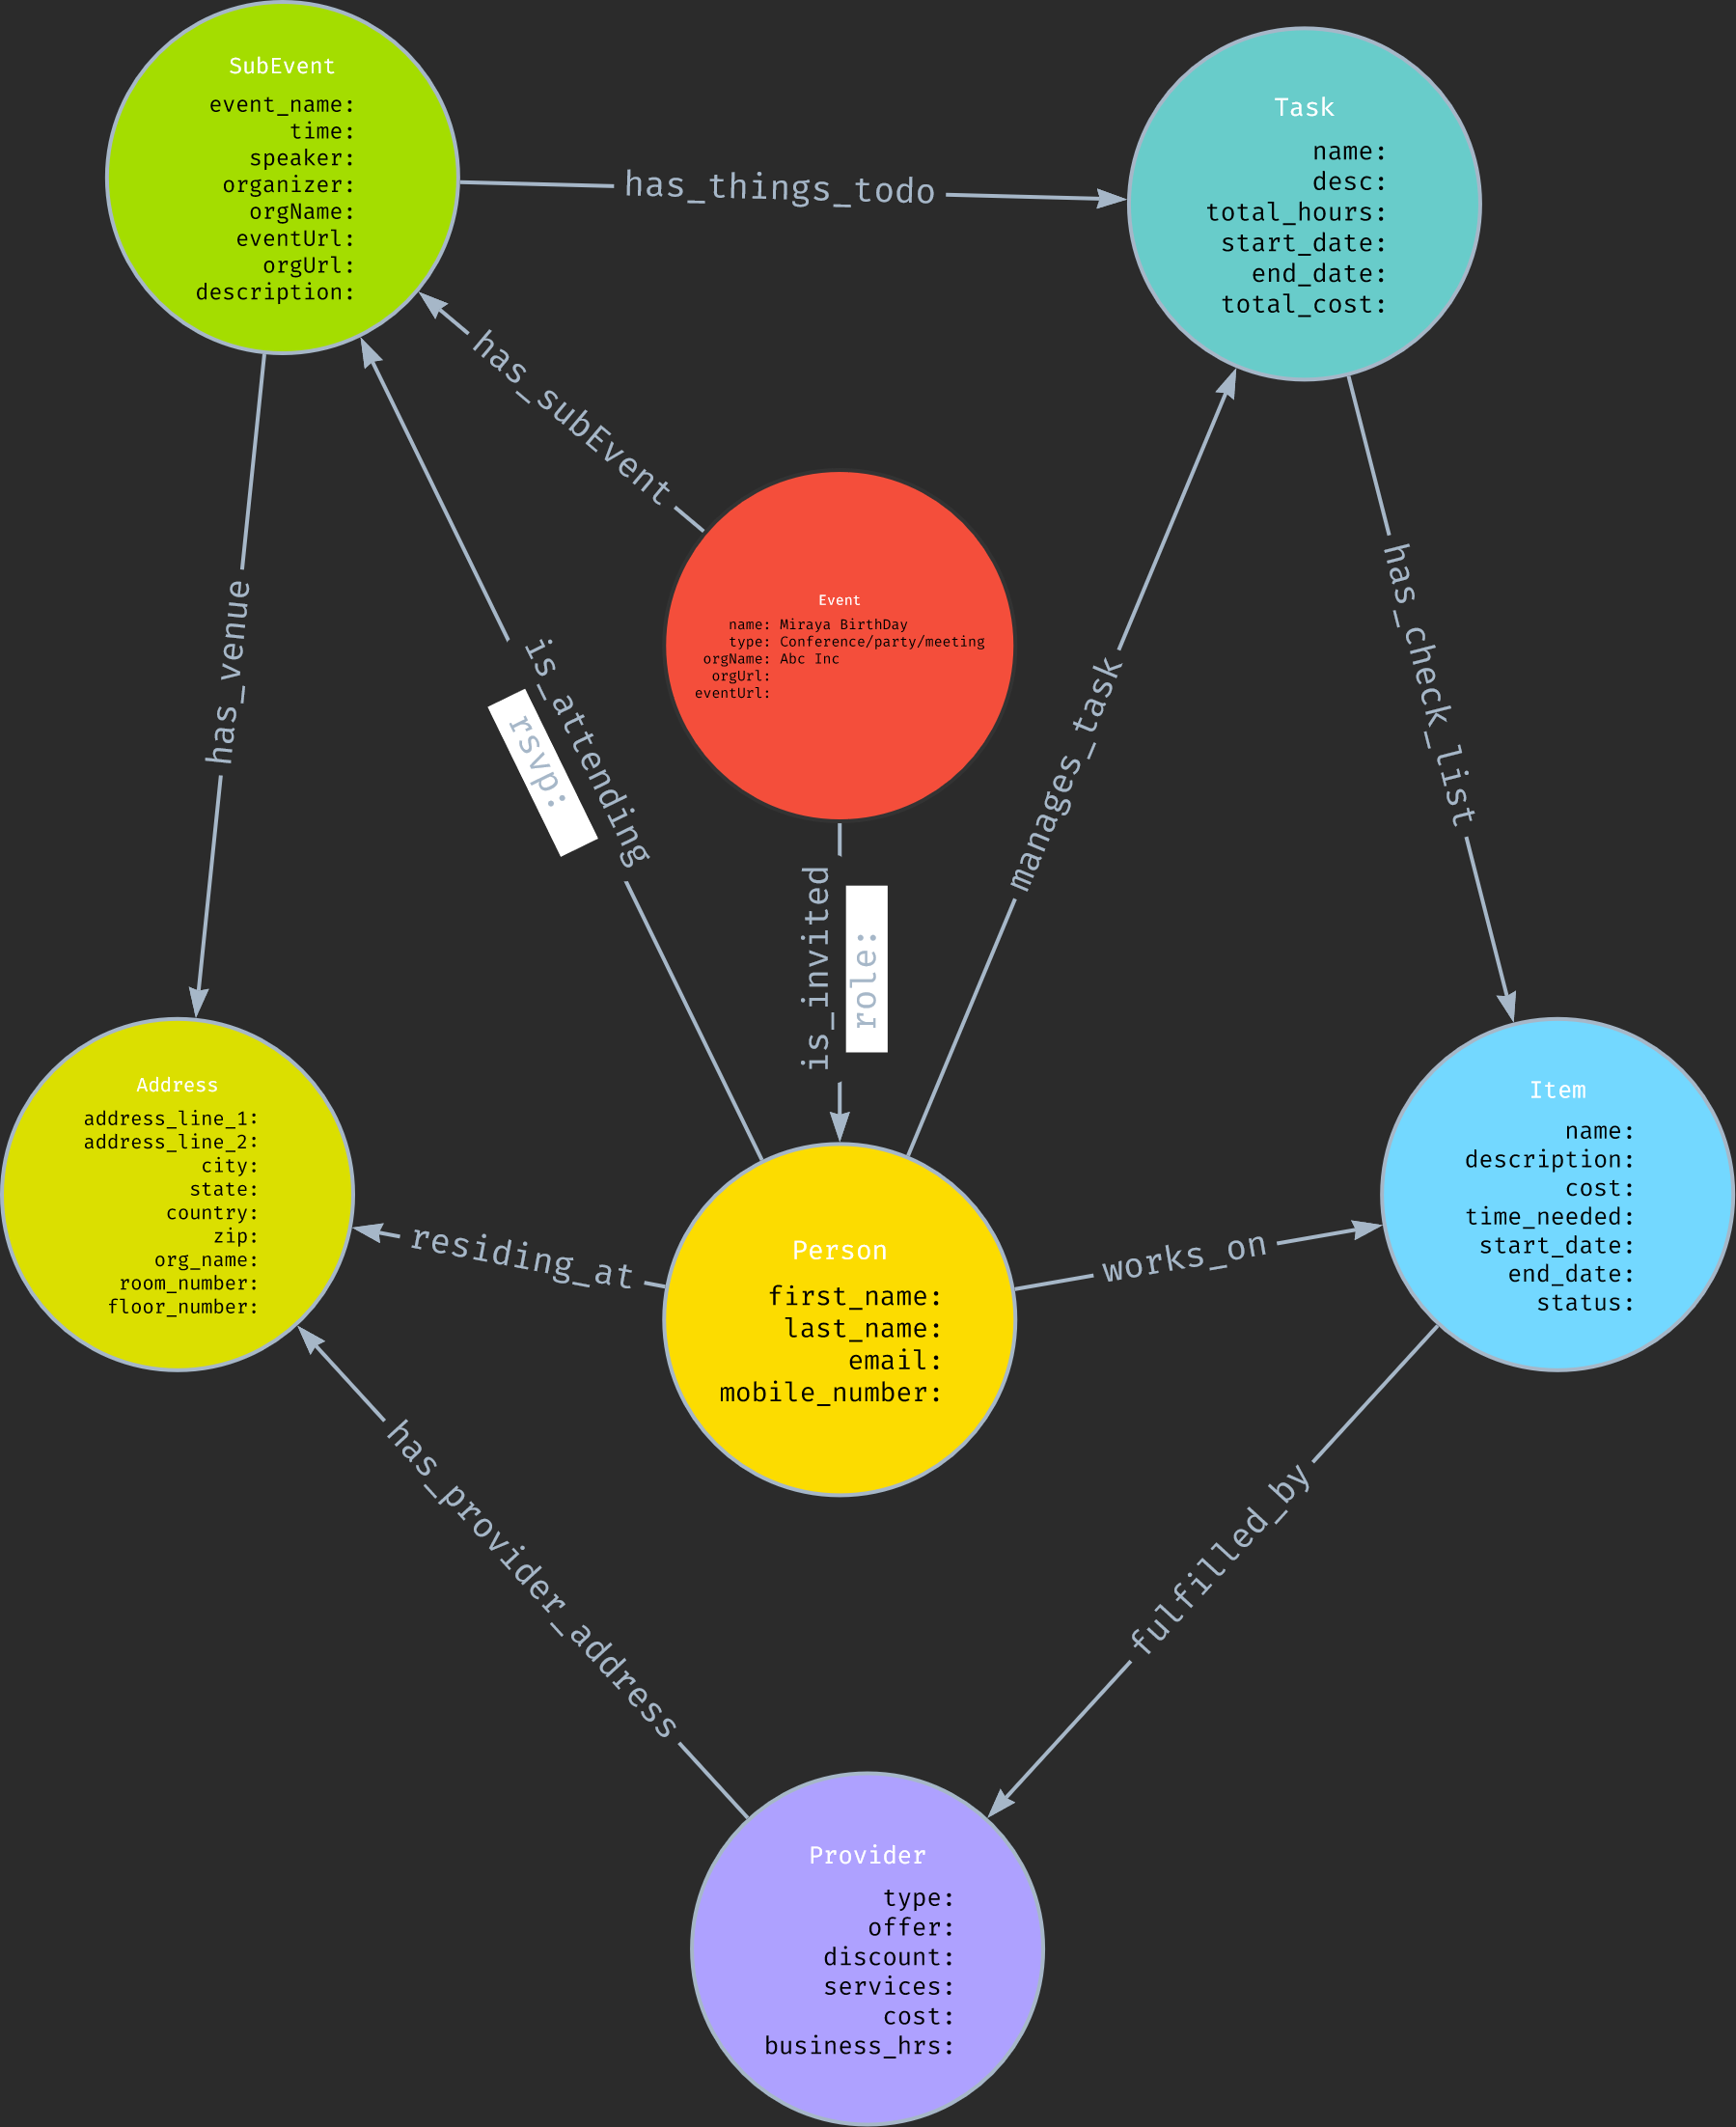 SubEvent
event_name:
time:
speaker:
organizer:
orgName:
eventUrl:
orgUrl:
description:
has_things_todo
Task
name:
desc:
total_hours:
start_date:
end_date:
total_cost:
has_subEvent
Event
name: Miraya BirthDay
type: Conference/party/meeting
orgName: Abc Inc
orgUrl:
eventUrl:
has_venue
is_attending
rsvp:
is_invited
role:
manages_task
has_check_list
Address
address_line_1:
address_line_2:
city:
state:
country:
zip:
org_name:
room_number:
floor_number:
residing_at
Person
first_name:
last_name:
email:
mobile_number:
works_on
Item
name:
description:
cost:
time_needed:
start_date:
end_date:
status:
has_provider_address
fulfilled_by
Provider
type:
offer:
discount:
services:
cost:
business_hrs: